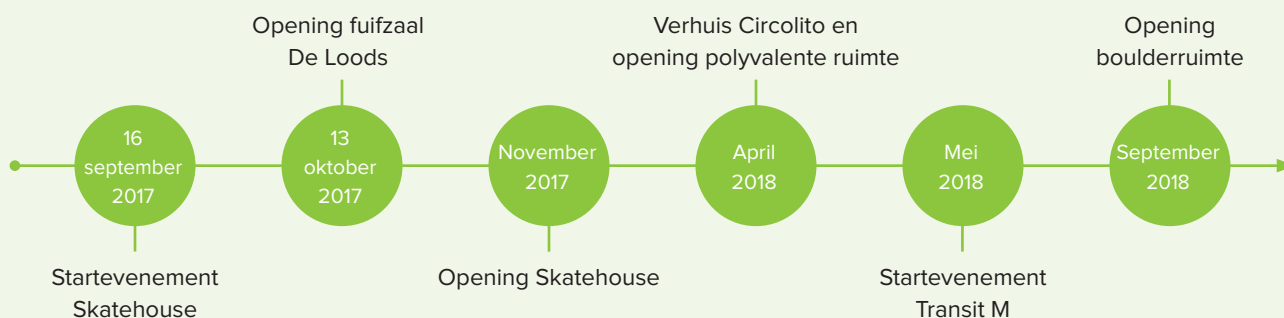 Opening fuifzaal
De Loods
Verhuis Circolito en
opening polyvalente ruimte
Opening
boulderruimte
16
september
2017
13
oktober
2017
November
2017
April
2018
Mei
2018
September
2018
Startevenement
Skatehouse
Opening Skatehouse
Startevenement
Transit M